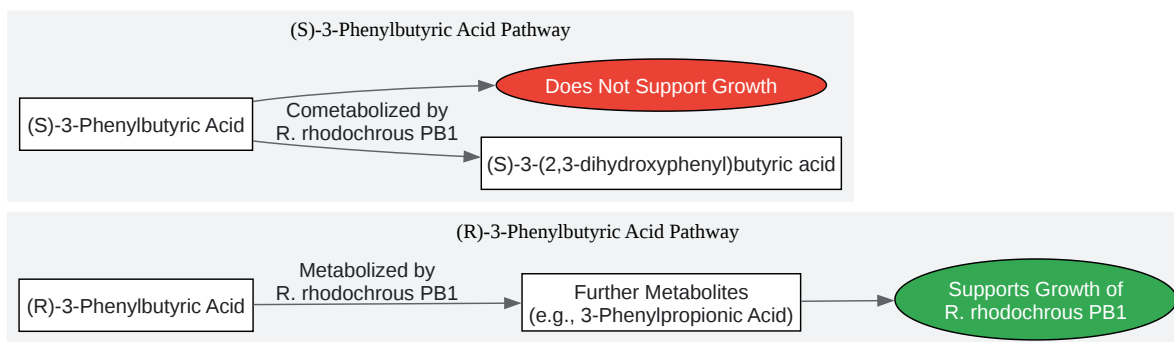 (S)-3-Phenylbutyric Acid Pathway
Does Not Support Growth
(S)-3-Phenylbutyric Acid
Cometabolized by
R. rhodochrous PB1
(S)-3-(2,3-dihydroxyphenyl)butyric acid
(R)-3-Phenylbutyric Acid Pathway
(R)-3-Phenylbutyric Acid
Metabolized by
R. rhodochrous PB1
Further Metabolites
(e.g., 3-Phenylpropionic Acid)
Supports Growth of
R. rhodochrous PB1